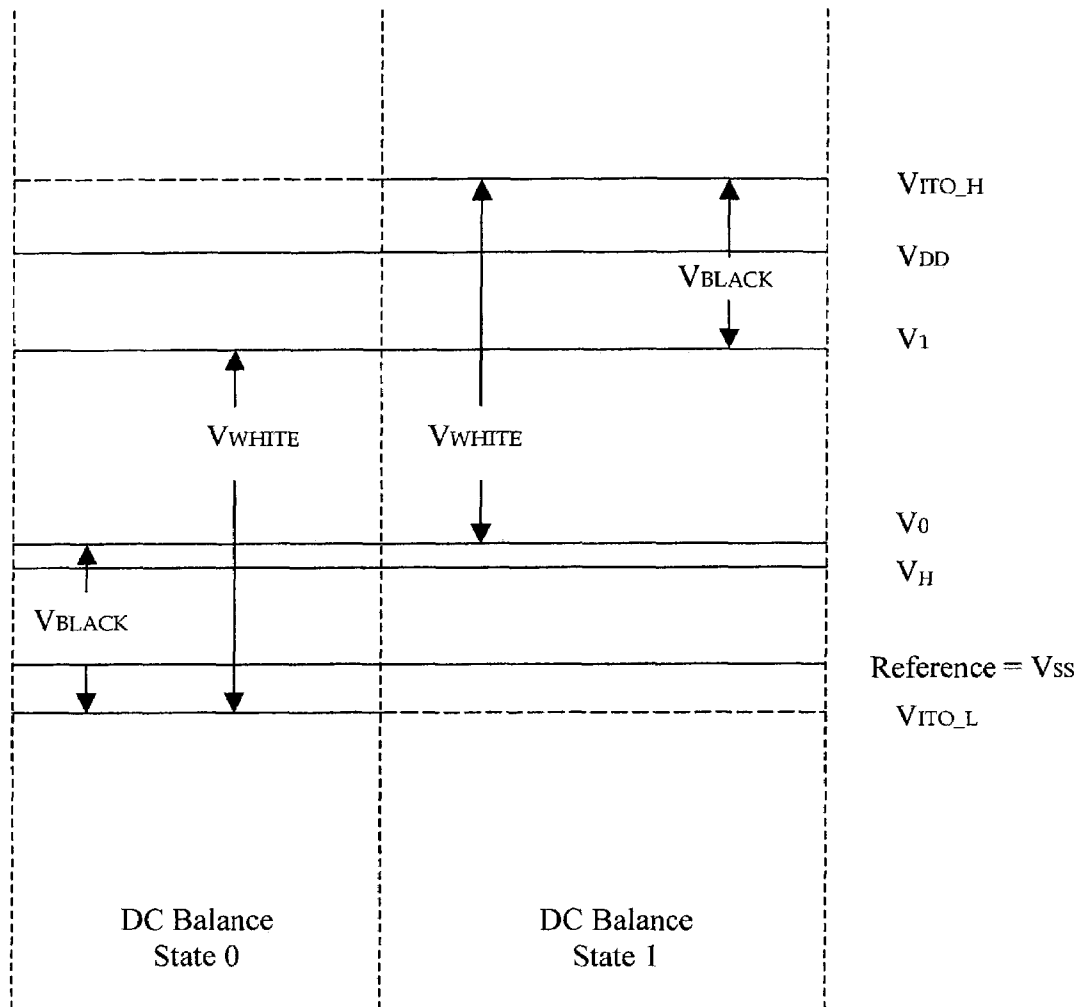 VITO_H
VDD
VBLACK
V1
VWHITE VWHITE
V0
VH
VBLACK
Reference = VSS
VITO_L
DC Balance
State 0
DC Balance
State 1